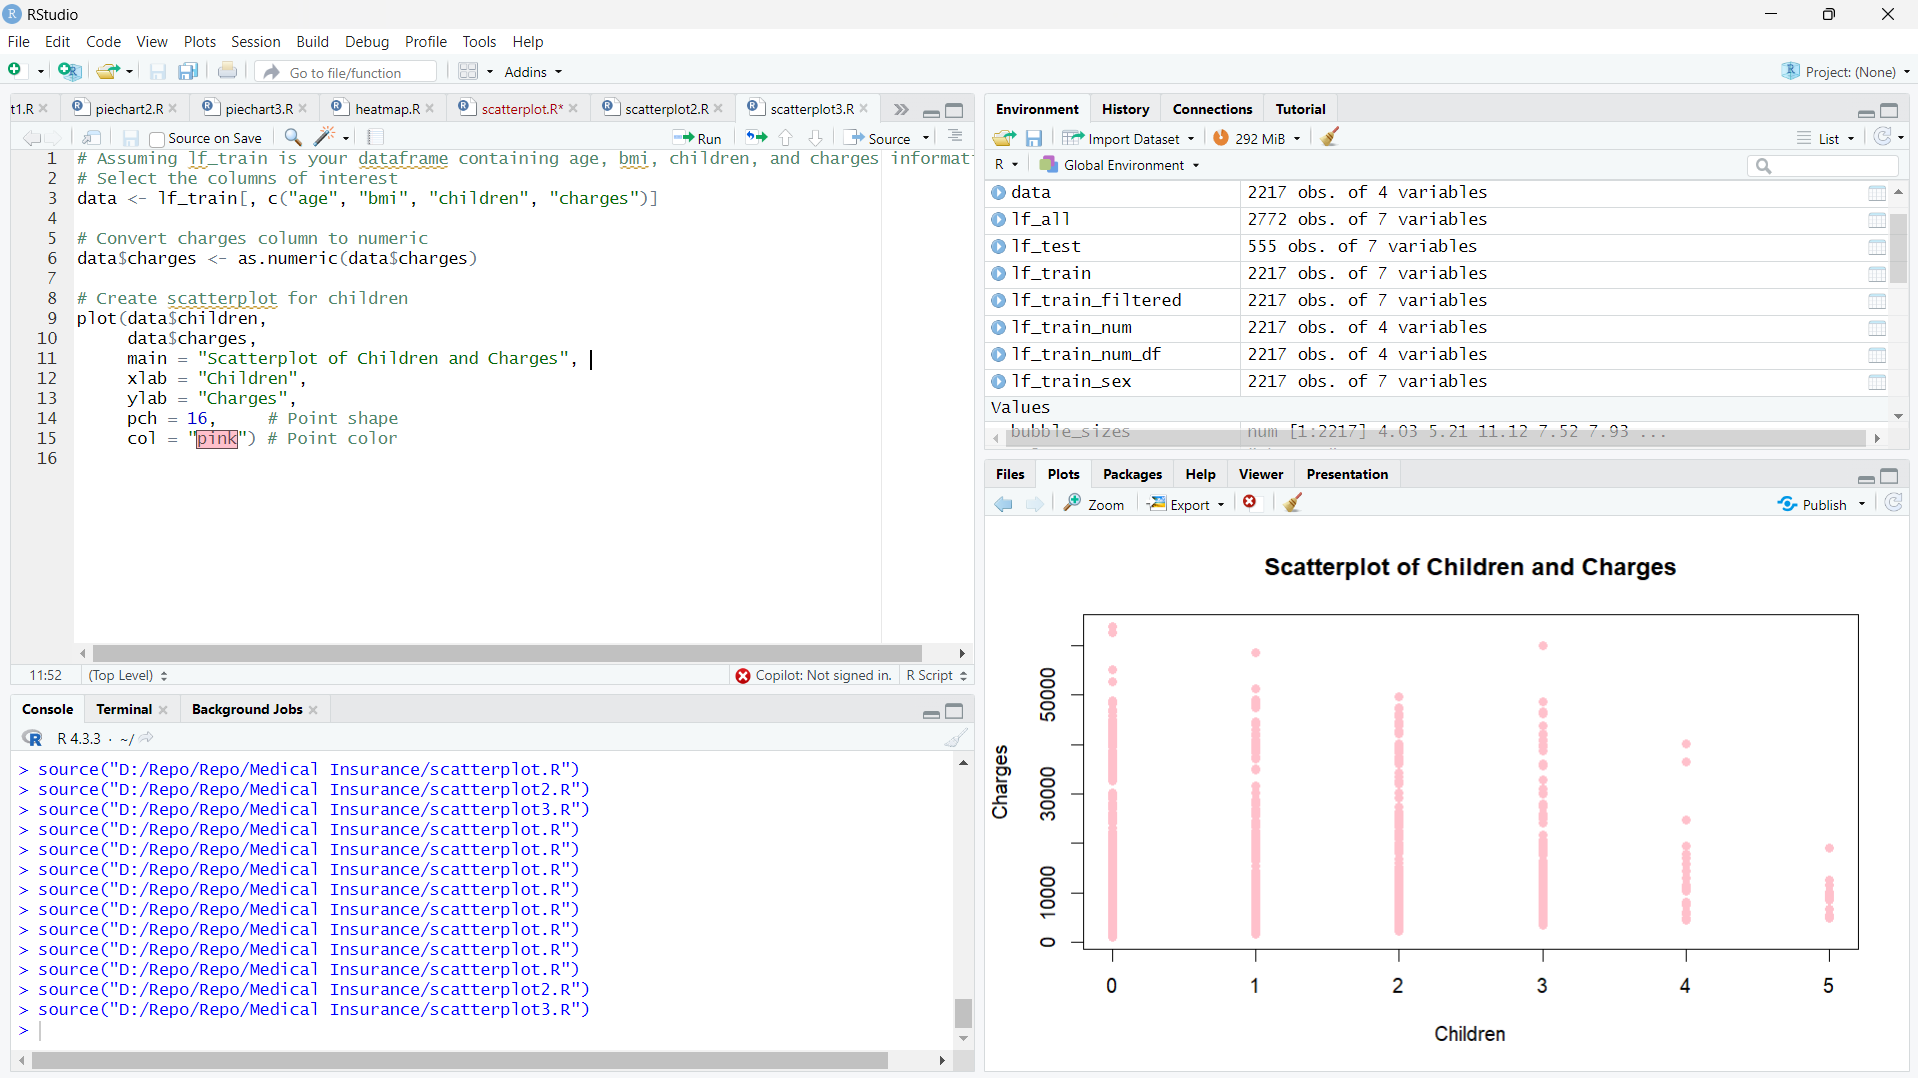 RStudio
File Edit Code View Plots Session Build Debug Profile Tools Help
Go to file/function Addins Project: (None)
t1.R piechart2.R piechart3.R heatmap.R scatterplot.R* scatterplot2.R scatterplot3.R
Source on Save Run Source
1 # Assuming lf_train is your dataframe containing age, bmi, children, and charges informat
2 # Select the columns of interest
3 data <- lf_train[, c("age", "bmi", "children", "charges")]
4
5 # Convert charges column to numeric
6 data$charges <- as.numeric(data$charges)
7
8 # Create scatterplot for children
9 plot(data$children,
10 data$charges,
11 main = "Scatterplot of Children and Charges",
12 xlab = "Children",
13 ylab = "Charges",
14 pch = 16, # Point shape
15 col = "pink") # Point color
16
11:52 (Top Level) Copilot: Not signed in. R Script
Console Terminal Background Jobs
R 4.3.3 · ~/
> source("D:/Repo/Repo/Medical Insurance/scatterplot.R")
> source("D:/Repo/Repo/Medical Insurance/scatterplot2.R")
> source("D:/Repo/Repo/Medical Insurance/scatterplot3.R")
> source("D:/Repo/Repo/Medical Insurance/scatterplot.R")
> source("D:/Repo/Repo/Medical Insurance/scatterplot.R")
> source("D:/Repo/Repo/Medical Insurance/scatterplot.R")
> source("D:/Repo/Repo/Medical Insurance/scatterplot.R")
> source("D:/Repo/Repo/Medical Insurance/scatterplot.R")
> source("D:/Repo/Repo/Medical Insurance/scatterplot.R")
> source("D:/Repo/Repo/Medical Insurance/scatterplot.R")
> source("D:/Repo/Repo/Medical Insurance/scatterplot.R")
> source("D:/Repo/Repo/Medical Insurance/scatterplot2.R")
> source("D:/Repo/Repo/Medical Insurance/scatterplot3.R")
>
Environment History Connections Tutorial
Import Dataset 292 MiB List
R Global Environment
data 2217 obs. of 4 variables
lf_all 2772 obs. of 7 variables
lf_test 555 obs. of 7 variables
lf_train 2217 obs. of 7 variables
lf_train_filtered 2217 obs. of 7 variables
lf_train_num 2217 obs. of 4 variables
lf_train_num_df 2217 obs. of 4 variables
lf_train_sex 2217 obs. of 7 variables
Values
bubble_sizes num [1:2217] 4.03 5.21 11.12 7.52 7.93 ...
Files Plots Packages Help Viewer Presentation
Zoom Export Publish
Scatterplot of Children and Charges
Charges
50000
30000
10000
0
0 1 2 3 4 5
Children